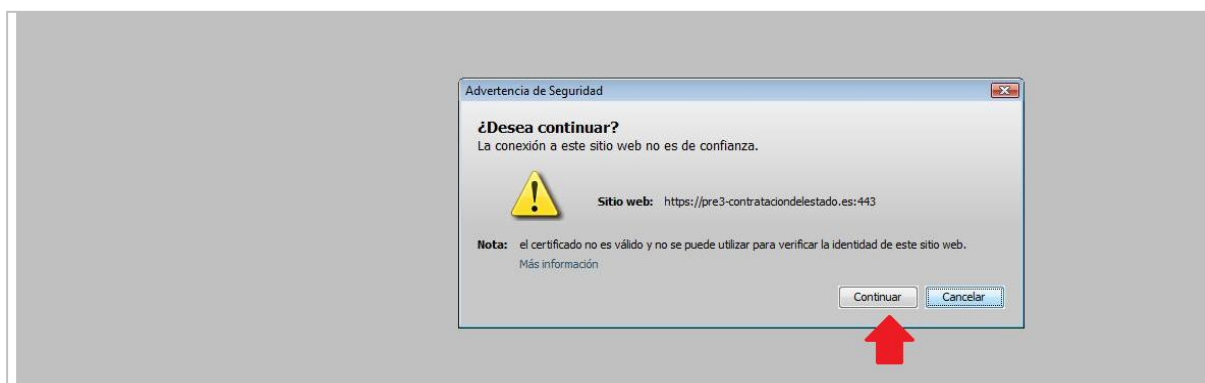 Advertencia de Seguridad
¿Desea continuar?
La conexión a este sitio web no es de confianza.
Sitio web: https://pre3-contrataciondelestado.es:443
Nota: el certificado no es válido y no se puede utilizar para verificar la identidad de este sitio web.
Más información
Continuar Cancelar